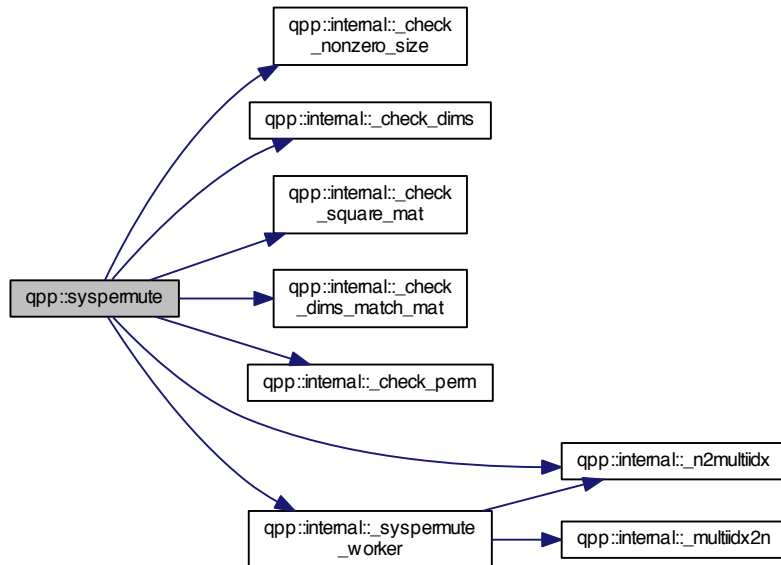 qpp::internal::_check
_nonzero_size
qpp::internal::_check_dims
qpp::internal::_check
_square_mat
qpp::syspermute
qpp::internal::_check
_dims_match_mat
qpp::internal::_check_perm
qpp::internal::_n2multiidx
qpp::internal::_syspermute
_worker
qpp::internal::_multiidx2n